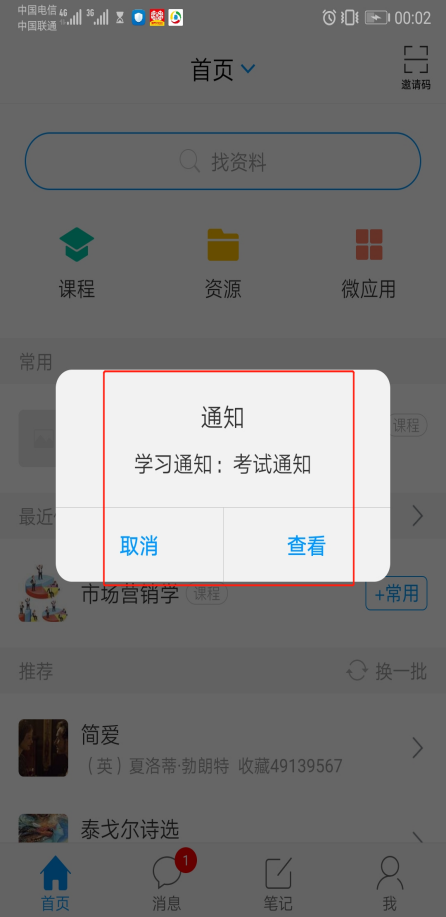 中国电信 4G 3G 00:02
中国联通
首页
邀请码
找资料
课程 资源 微应用
常用
课程
通知
学习通知：考试通知
取消 查看
最近
市场营销学 课程 +常用
推荐 换一批
简爱
（英）夏洛蒂·勃朗特 收藏49139567
泰戈尔诗选
1
首页 消息 笔记 我